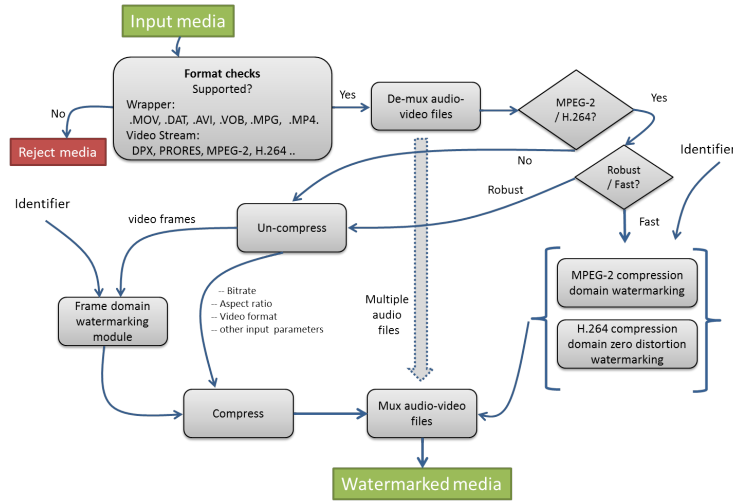 Input media
Format checks
Supported?
Wrapper:
.MOV, .DAT, .AVI, .VOB, .MPG, .MP4.
Video Stream:
DPX, PRORES, MPEG-2, H.264 ..
No
Reject media
Yes
De-mux audio-
video files
MPEG-2
/ H.264?
Yes
No
Robust
/ Fast?
Robust
Fast
Identifier
Identifier
video frames
Un-compress
-- Bitrate
-- Aspect ratio
-- Video format
-- other input parameters
Multiple
audio
files
MPEG-2 compression
domain watermarking
H.264 compression
domain zero distortion
watermarking
Frame domain
watermarking
module
Compress
Mux audio-video
files
Watermarked media